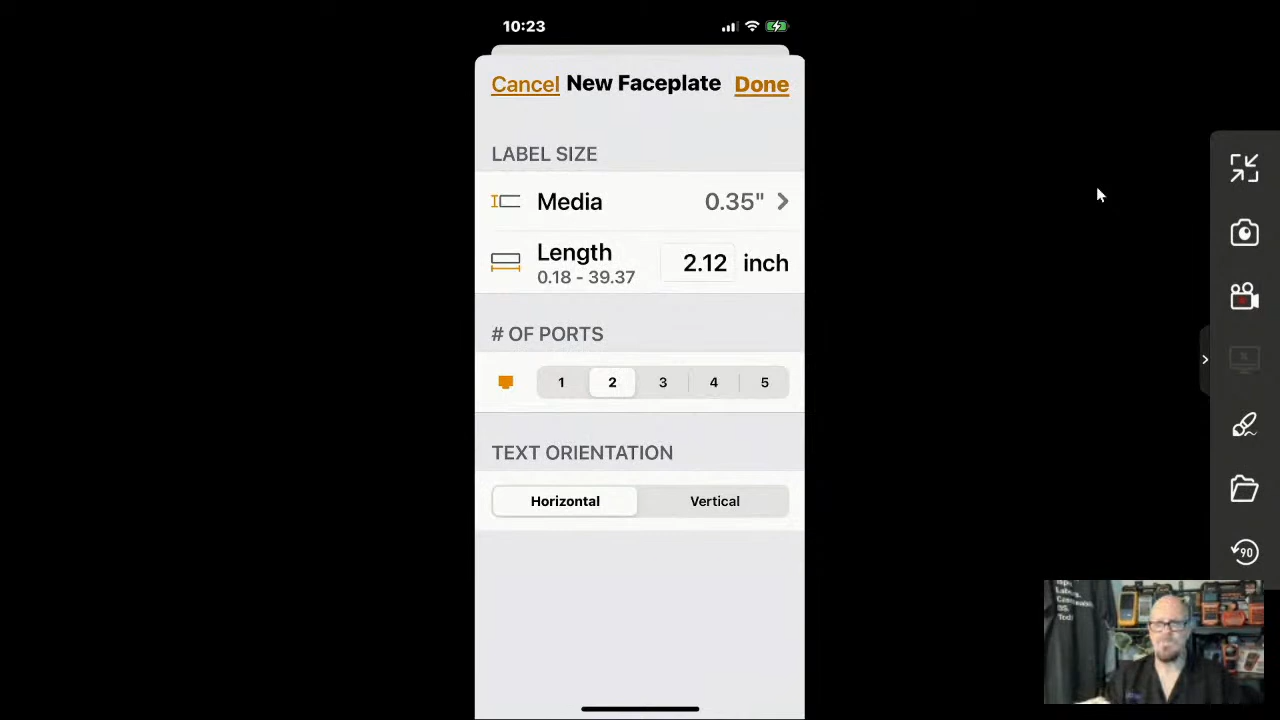 10:23
Cancel New Faceplate Done
LABEL SIZE
Media 0.35"
Length
0.18 - 39.37
2.12 inch
# OF PORTS
1 2 3 4 5
TEXT ORIENTATION
Horizontal Vertical
90